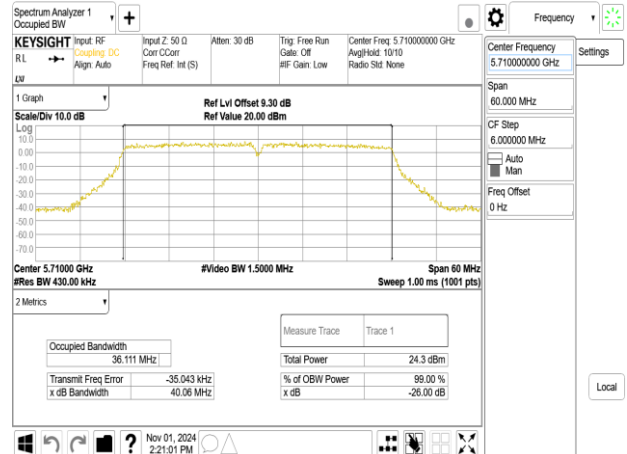 Spectrum Analyzer 1
Occupied BW
KEYSIGHT Input: RF Input Z: 50 Ω Atten: 30 dB Trig: Free Run Center Freq: 5.710000000 GHz
R L Coupling: DC Corr CCorr Gate: Off Avg|Hold: 10/10
Align: Auto Freq Ref: Int (S) #IF Gain: Low Radio Std: None
LXI
1 Graph
Ref Lvl Offset 9.30 dB
Scale/Div 10.0 dB Ref Value 20.00 dBm
Log
10.0
0.00
-10.0
-20.0
-30.0
-40.0
-50.0
-60.0
-70.0
Center 5.71000 GHz #Video BW 1.5000 MHz Span 60 MHz
#Res BW 430.00 kHz Sweep 1.00 ms (1001 pts)
2 Metrics
Measure Trace Trace 1
Occupied Bandwidth
36.111 MHz Total Power 24.3 dBm
Transmit Freq Error -35.043 kHz % of OBW Power 99.00 %
x dB Bandwidth 40.06 MHz x dB -26.00 dB
Nov 01, 2024
2:21:01 PM
?
Frequency
Center Frequency
5.710000000 GHz
Settings
Span
60.000 MHz
CF Step
6.000000 MHz
Auto
Man
Freq Offset
0 Hz
Local